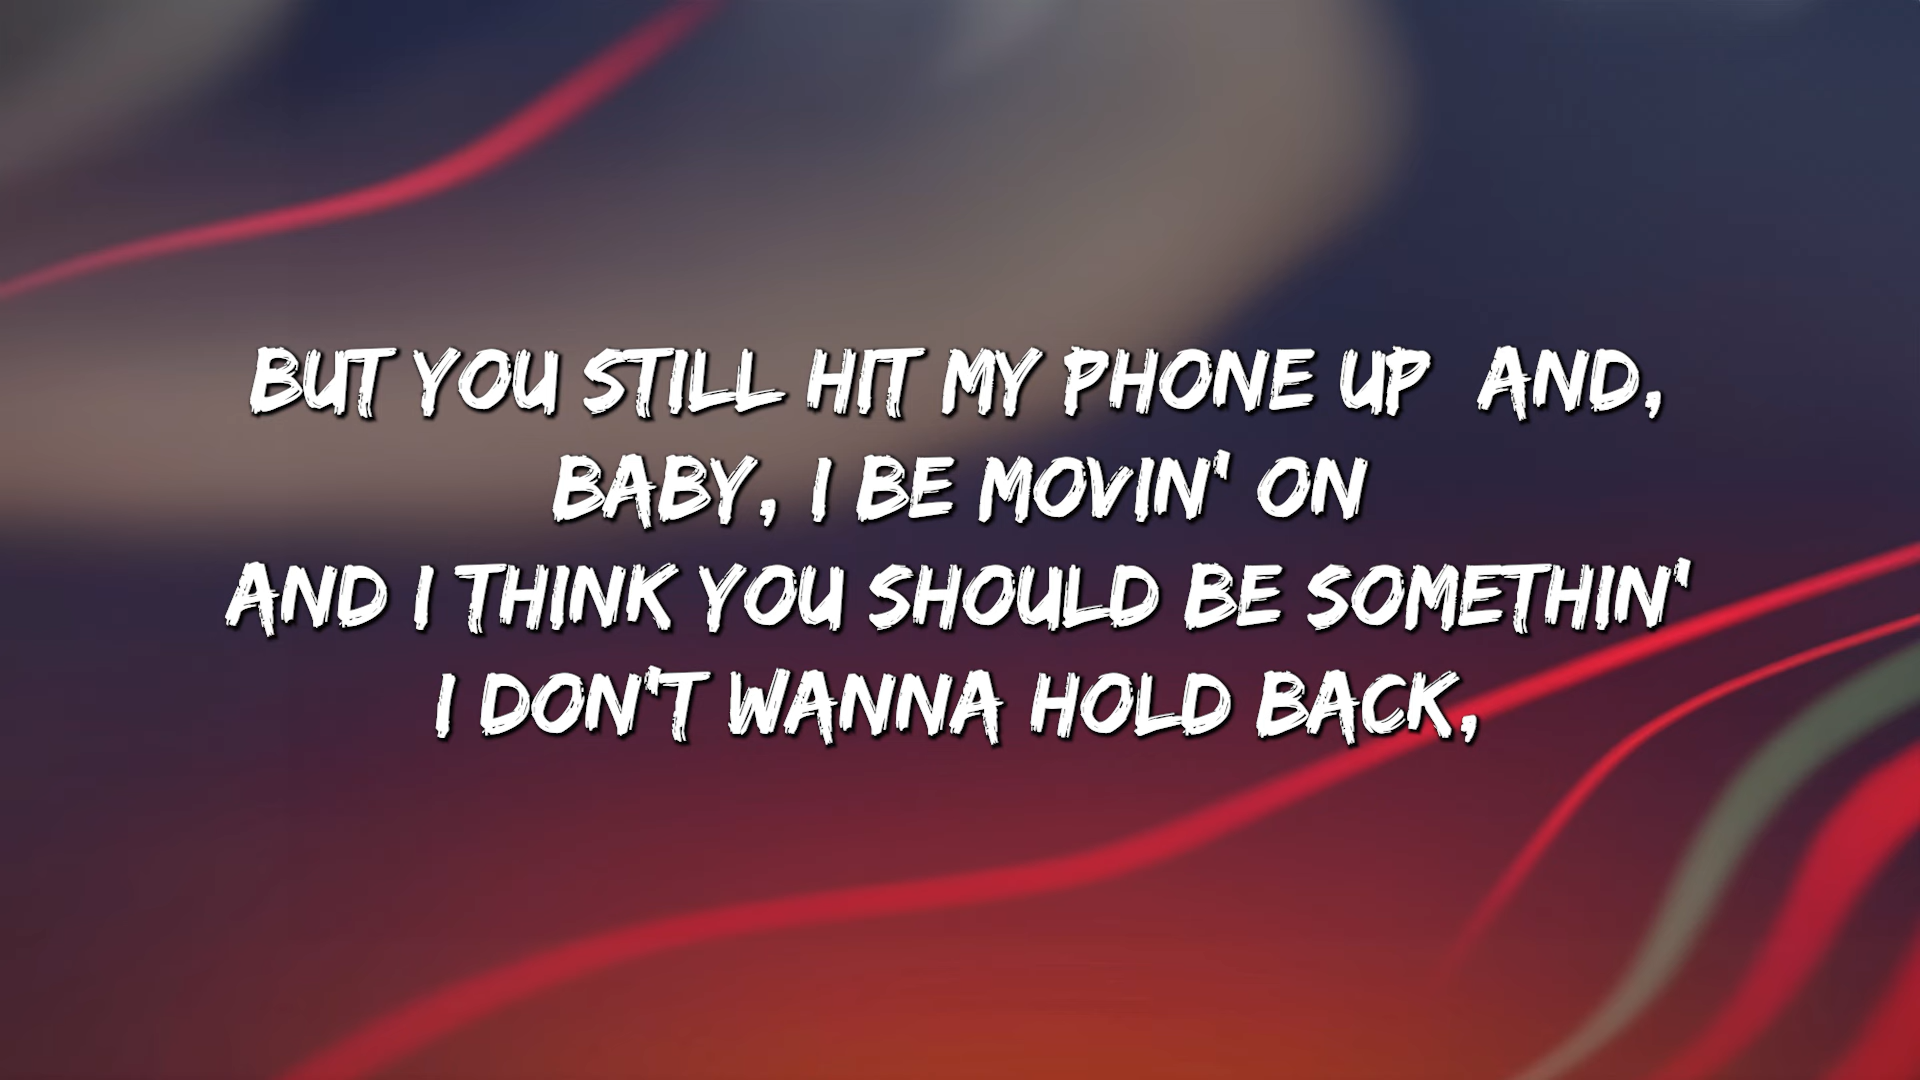 BUT YOU STILL HIT MY PHONE UP  AND,
BABY, I BE MOVIN' ON
AND I THINK YOU SHOULD BE SOMETHIN'
I DON'T WANNA HOLD BACK,